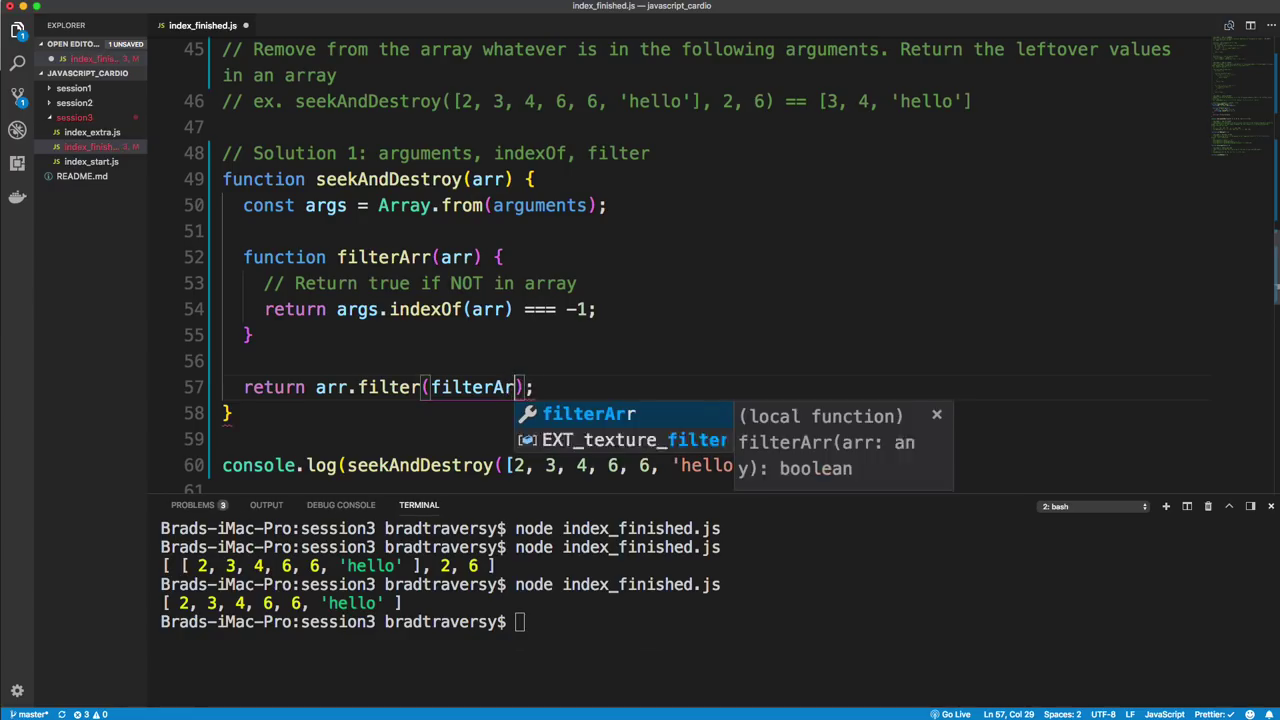 index_finished.js — javascript_cardio
EXPLORER
OPEN EDITO... 1 UNSAVED
index_finis... 3, M
JAVASCRIPT_CARDIO
session1
session2
session3
index_extra.js
index_finish... 3, M
index_start.js
README.md
index_finished.js
45 // Remove from the array whatever is in the following arguments. Return the leftover values
in an array
46 // ex. seekAndDestroy([2, 3, 4, 6, 6, 'hello'], 2, 6) == [3, 4, 'hello']
47
48 // Solution 1: arguments, indexOf, filter
49 function seekAndDestroy(arr) {
50 const args = Array.from(arguments);
51
52 function filterArr(arr) {
53 // Return true if NOT in array
54 return args.indexOf(arr) === -1;
55 }
56
57 return arr.filter(filterAr);
58 }
59
60 console.log(seekAndDestroy([2, 3, 4, 6, 6, 'hello
61
filterArr
EXT_texture_filter
(local function)
filterArr(arr: an
y): boolean
PROBLEMS 3 OUTPUT DEBUG CONSOLE TERMINAL 2: bash
Brads-iMac-Pro:session3 bradtraversy$ node index_finished.js
Brads-iMac-Pro:session3 bradtraversy$ node index_finished.js
[ [ 2, 3, 4, 6, 6, 'hello' ], 2, 6 ]
Brads-iMac-Pro:session3 bradtraversy$ node index_finished.js
[ 2, 3, 4, 6, 6, 'hello' ]
Brads-iMac-Pro:session3 bradtraversy$
master* 3 0 Go Live Ln 57, Col 29 Spaces: 2 UTF-8 LF JavaScript Prettier: ✓